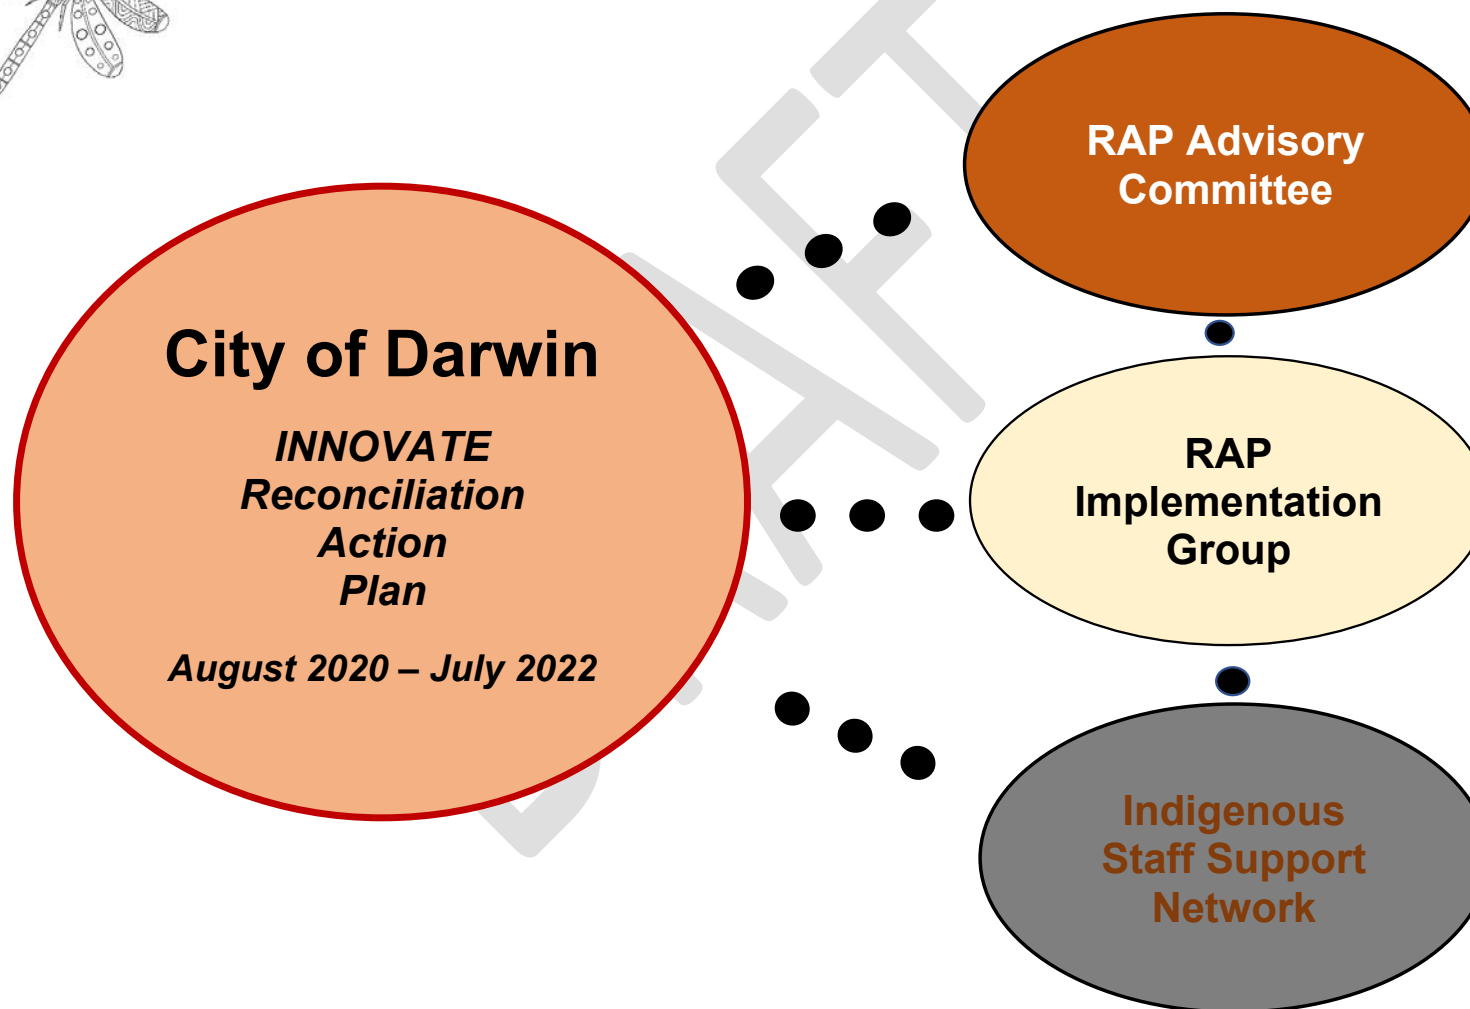 City of Darwin
INNOVATE
Reconciliation
Action
Plan
August 2020 – July 2022
RAP Advisory
Committee
RAP
Implementation
Group
Indigenous
Staff Support
Network
DRAFT